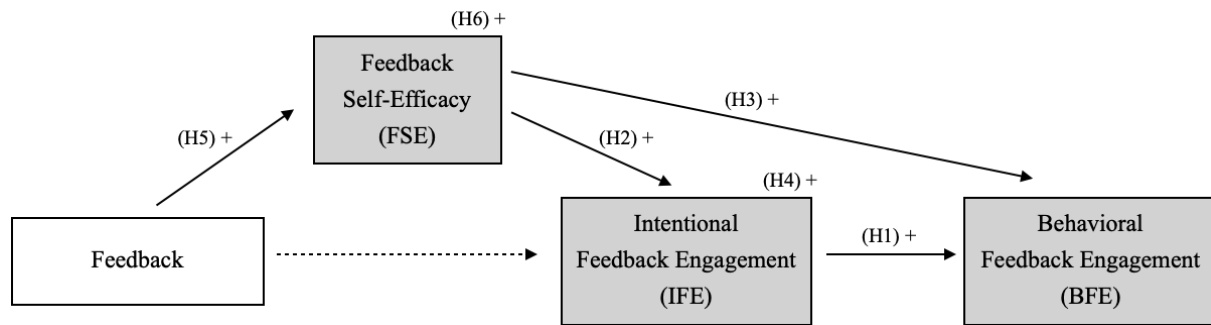 (H6) +
Feedback
Self-Efficacy
(FSE)
(H5) +
(H3) +
(H2) +
(H4) +
Feedback
Intentional
Feedback Engagement
(IFE)
(H1) +
Behavioral
Feedback Engagement
(BFE)